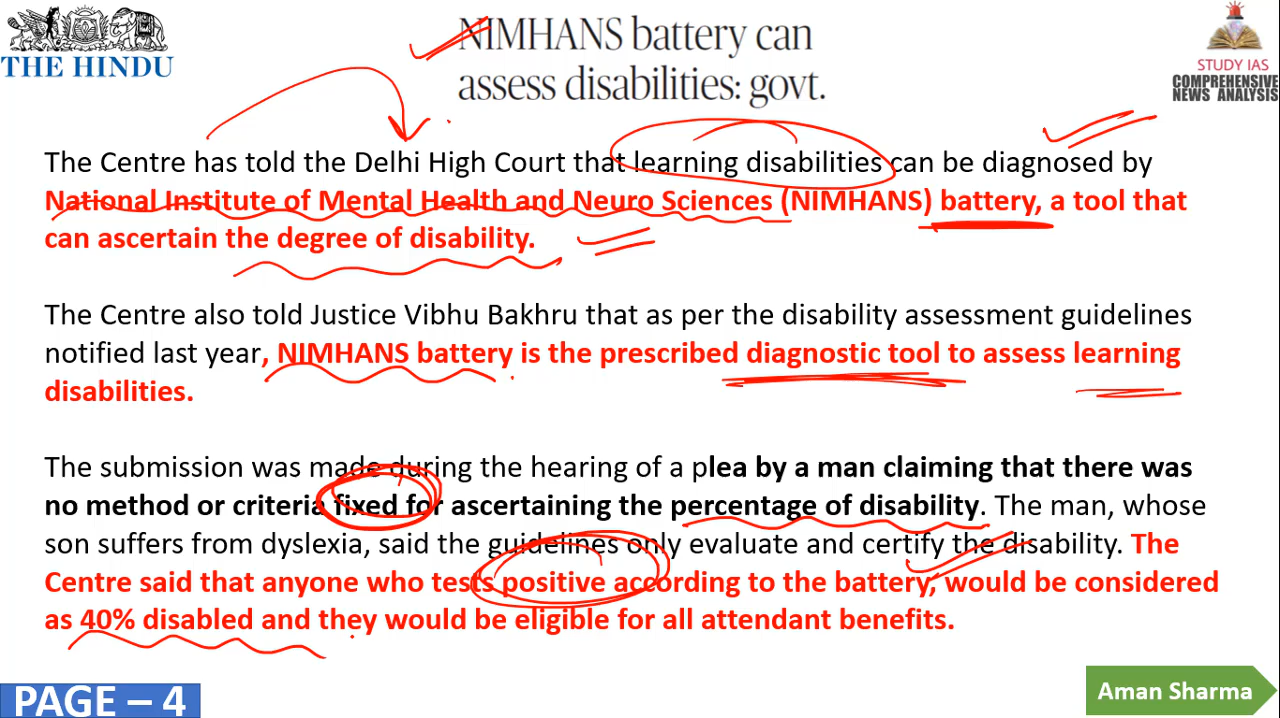 THE HINDU
NIMHANS battery can
assess disabilities: govt.
STUDY IAS
COMPREHENSIVE
NEWS ANALYSIS
The Centre has told the Delhi High Court that learning disabilities can be diagnosed by
National Institute of Mental Health and Neuro Sciences (NIMHANS) battery, a tool that
can ascertain the degree of disability.
The Centre also told Justice Vibhu Bakhru that as per the disability assessment guidelines
notified last year, NIMHANS battery is the prescribed diagnostic tool to assess learning
disabilities.
The submission was made during the hearing of a plea by a man claiming that there was
no method or criteria fixed for ascertaining the percentage of disability. The man, whose
son suffers from dyslexia, said the guidelines only evaluate and certify the disability. The
Centre said that anyone who tests positive according to the battery, would be considered
as 40% disabled and they would be eligible for all attendant benefits.
PAGE – 4
Aman Sharma